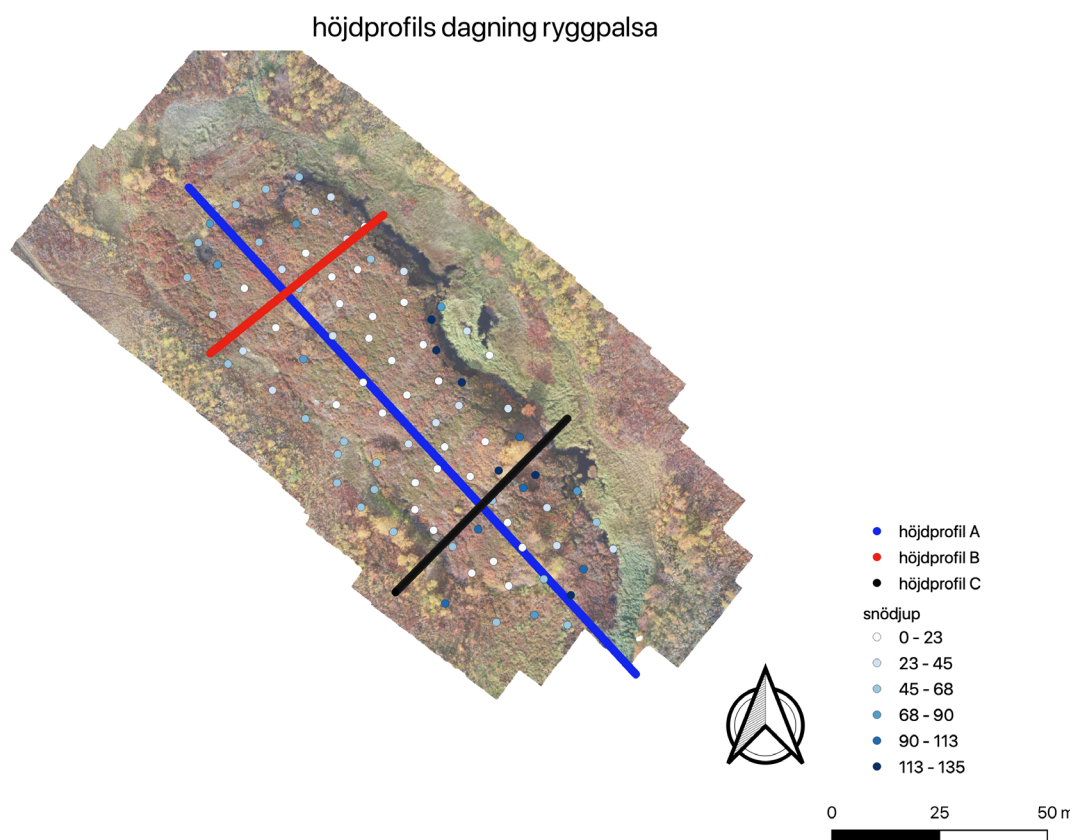 höjdprofils dagning ryggpalsa
höjdprofil A
höjdprofil B
höjdprofil C
snödjup
0 - 23
23 - 45
45 - 68
68 - 90
90 - 113
113 - 135
0 25 50 m